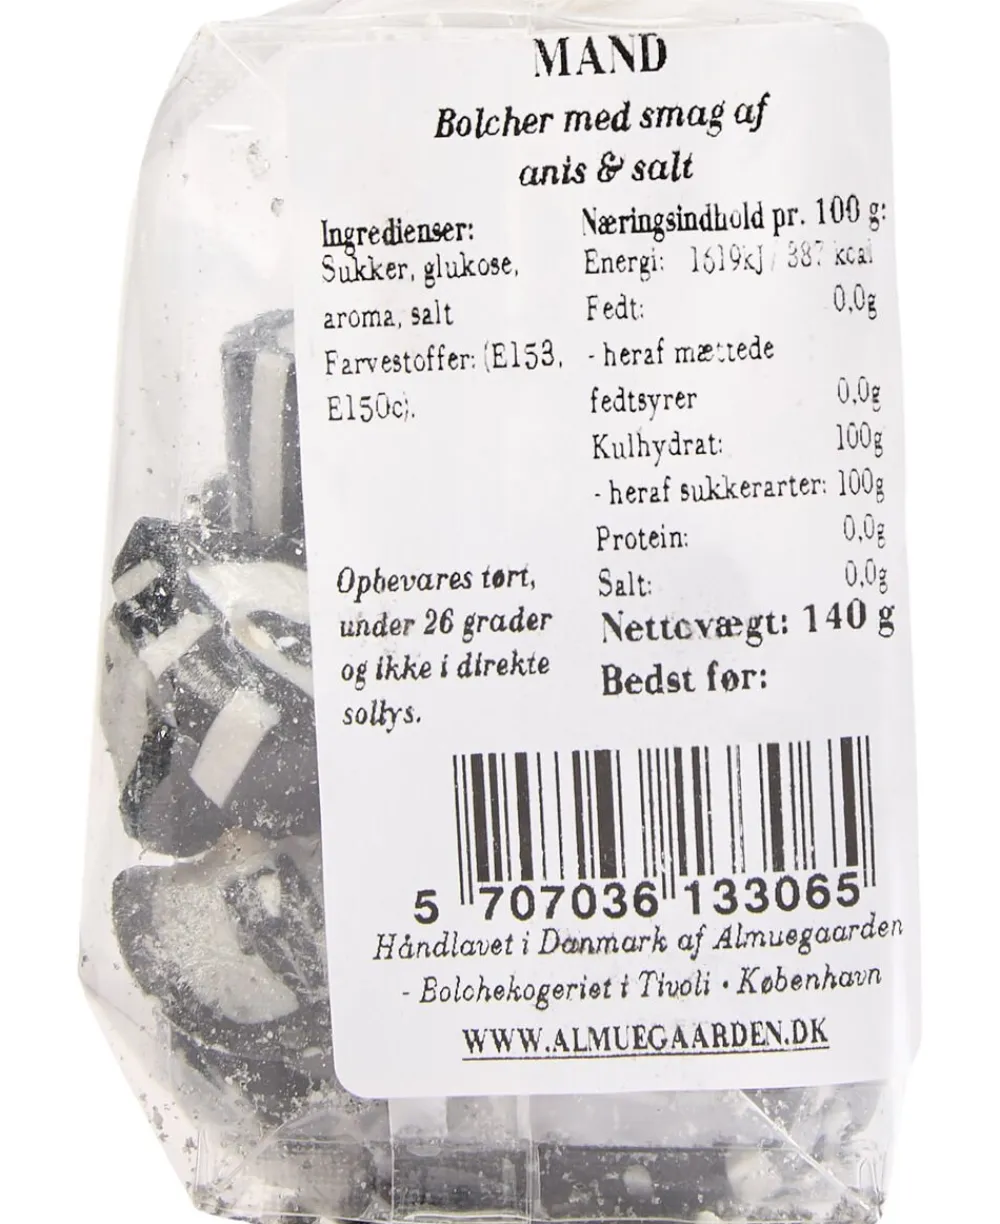 MAND
Bolcher med smag af
anis & salt
Ingredienser:
Sukker, glukose,
aroma, salt
Farvestoffer: (E153,
E150c).
Opbevares tørt,
under 26 grader
og ikke i direkte
sollys.
Næringsindhold pr. 100 g:
Energi: 1619kJ / 387 kcal
Fedt: 0,0g
- heraf mættede
fedtsyrer 0,0g
Kulhydrat: 100g
- heraf sukkerarter: 100g
Protein: 0,0g
Salt: 0,0g
Nettovægt: 140 g
Bedst før:
5 707036 133065
Håndlavet i Danmark af Almuegaarden
- Bolchekogeriet i Tivoli • København
WWW.ALMUEGAARDEN.DK